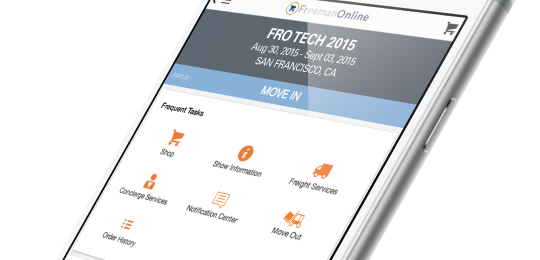 FreemanOnline
FRO TECH 2015
Aug 30, 2015 - Sept 03, 2015
SAN FRANCISCO, CA
MOVE IN
Frequent Tasks
Shop
Show Information
Freight Services
Concierge Services
Notification Center
Move Out
Order History